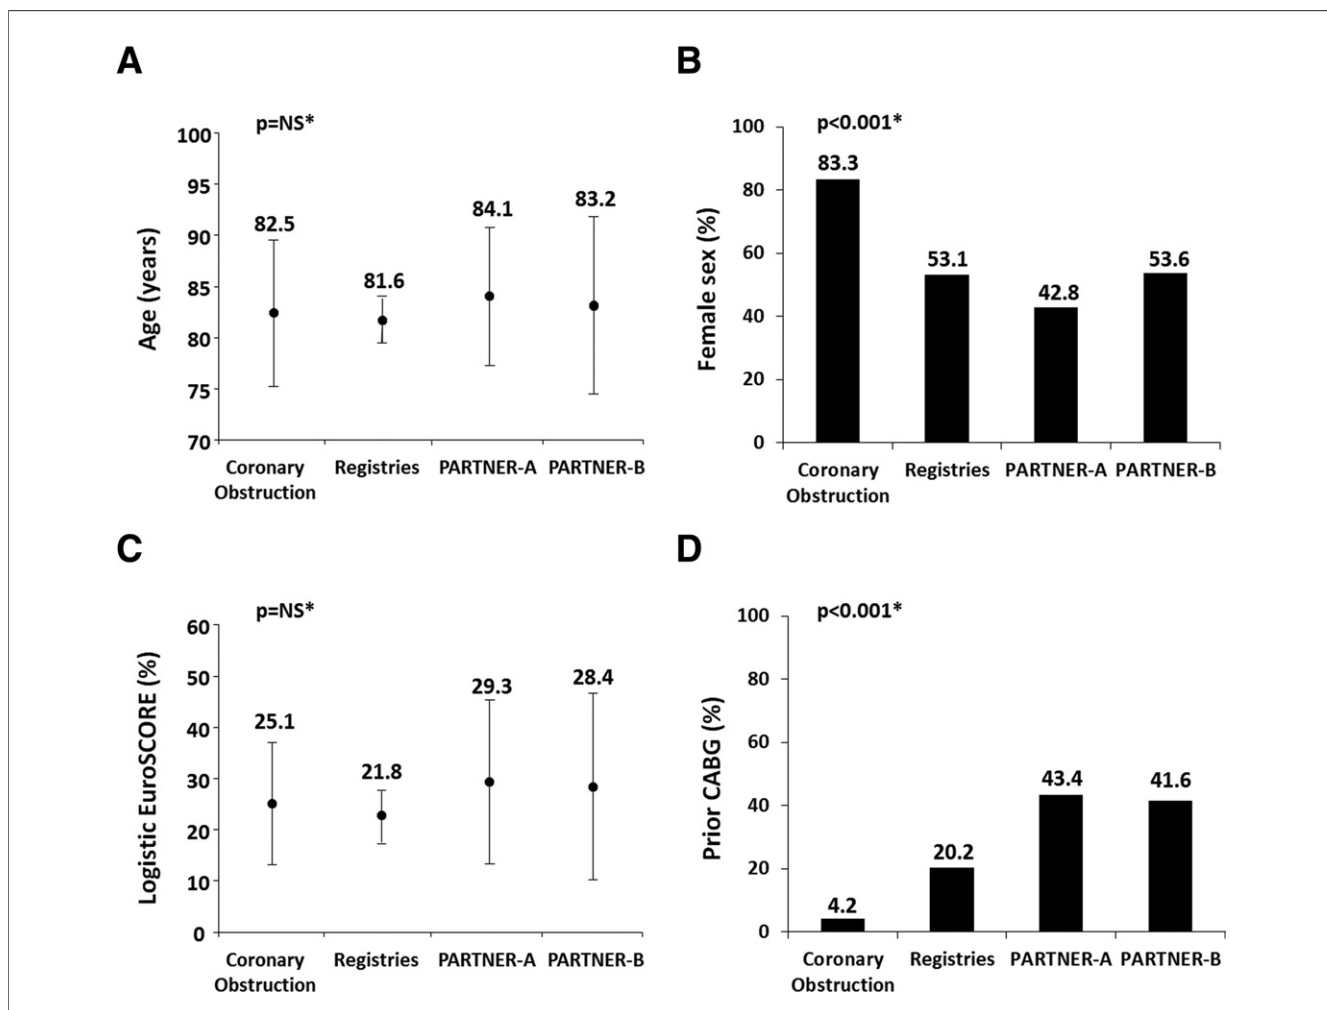 A
p=NS*
Age (years)
100
95
90
85
80
75
70
82.5
81.6
84.1
83.2
Coronary Obstruction
Registries
PARTNER-A
PARTNER-B
B
p<0.001*
Female sex (%)
100
80
60
40
20
0
83.3
53.1
42.8
53.6
Coronary Obstruction
Registries
PARTNER-A
PARTNER-B
C
p=NS*
Logistic EuroSCORE (%)
60
50
40
30
20
10
0
25.1
21.8
29.3
28.4
Coronary Obstruction
Registries
PARTNER-A
PARTNER-B
D
p<0.001*
Prior CABG (%)
100
80
60
40
20
0
4.2
20.2
43.4
41.6
Coronary Obstruction
Registries
PARTNER-A
PARTNER-B